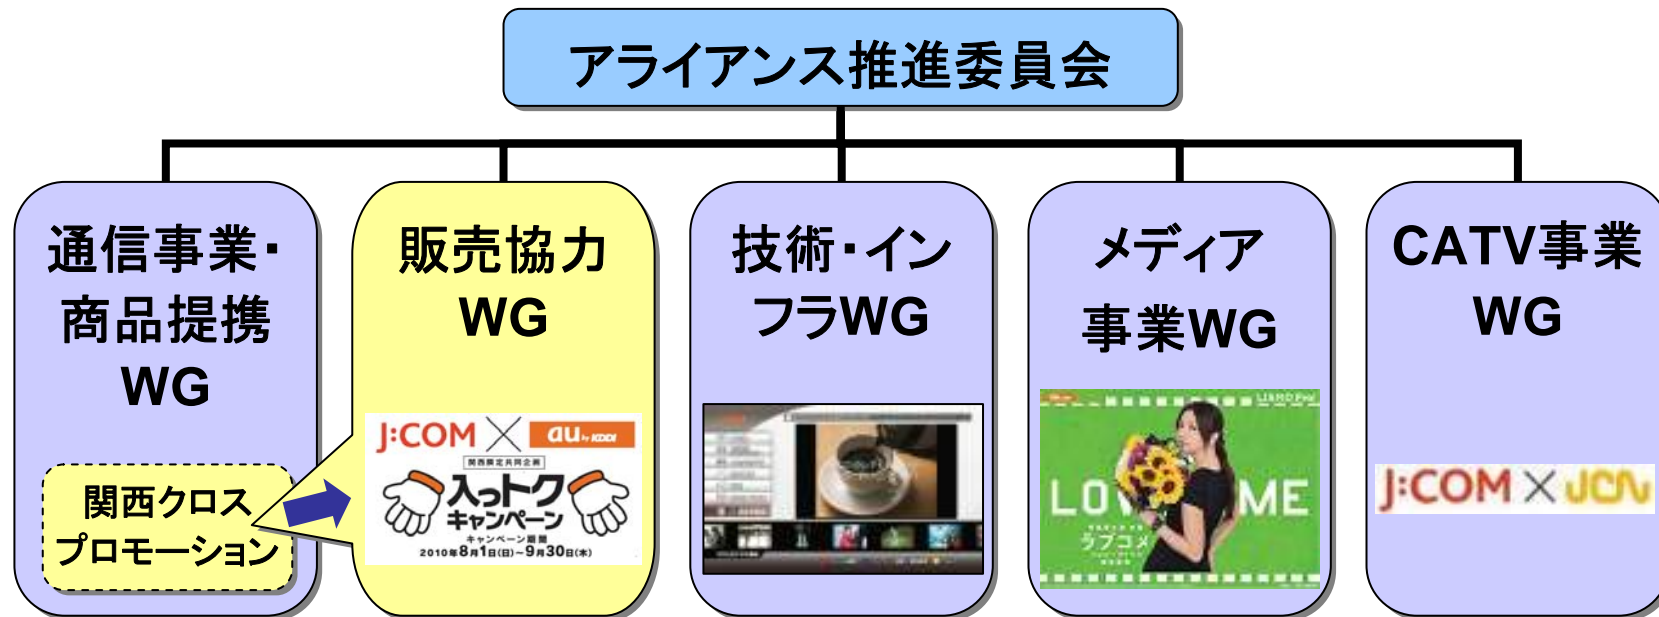 アライアンス推進委員会
通信事業・
商品提携
WG
関西クロス
プロモーション
販売協力
WG
J:COM × au by KDDI
関西限定共同企画
入っトク
キャンペーン
キャンペーン期間
2010年8月1日(日)~9月30日(木)
技術・イン
フラWG
メディア
事業WG
ラブコメ
CATV事業
WG
J:COM × JCN